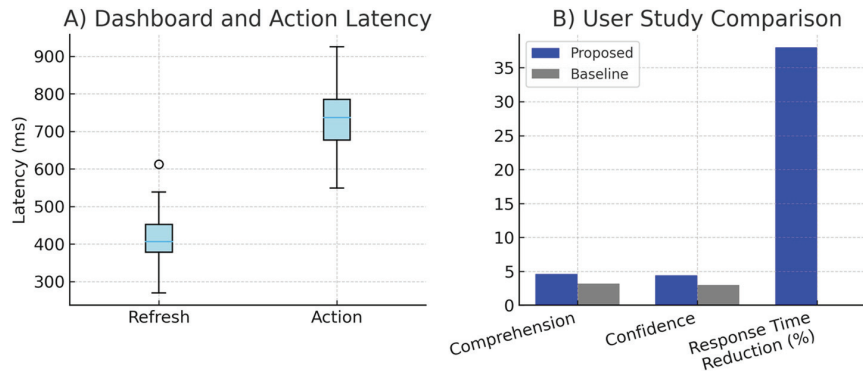 A) Dashboard and Action Latency
Latency (ms)
900
800
700
600
500
400
300
Refresh
Action
B) User Study Comparison
Proposed
Baseline
35
30
25
20
15
10
5
0
Comprehension
Confidence
Response Time
Reduction (%)